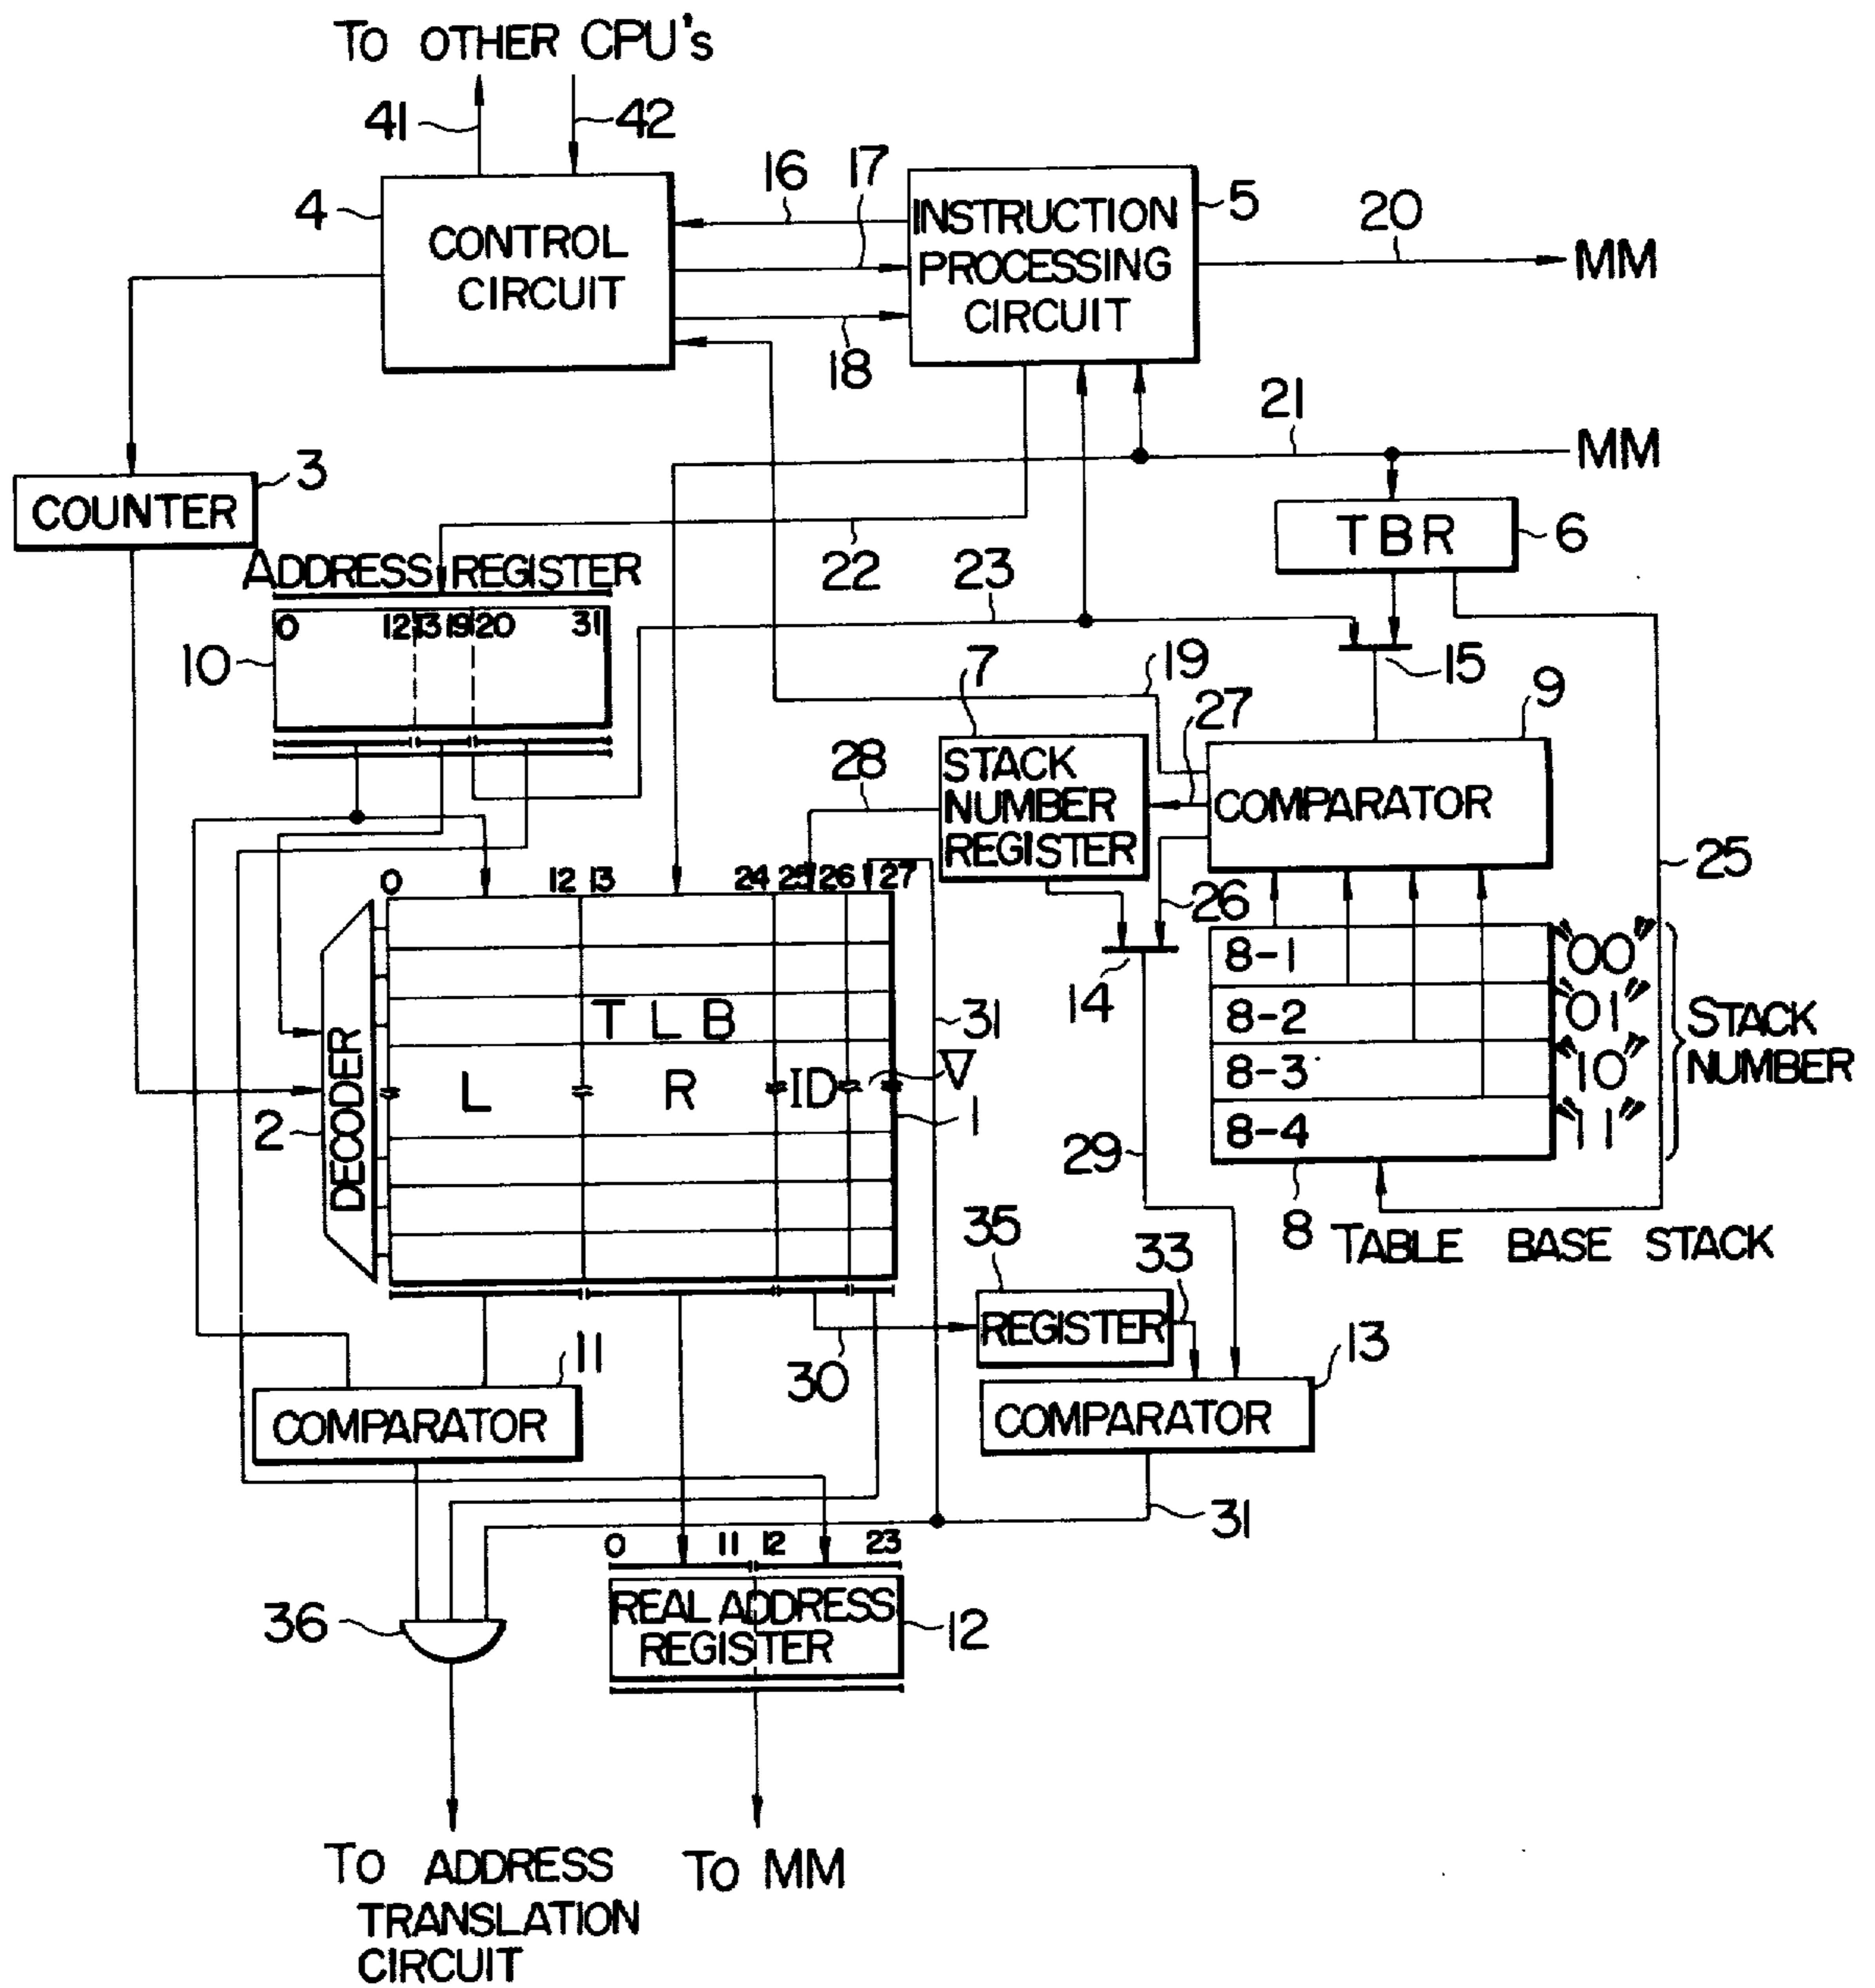 TO OTHER CPU's
41
42
4
CONTROL
CIRCUIT
16
17
18
INSTRUCTION
PROCESSING
CIRCUIT
5
20
MM
21
MM
3
COUNTER
22
23
TBR
6
ADDRESS REGISTER
0 12 13 19 20 31
10
15
19
7
STACK
NUMBER
REGISTER
27
28
9
COMPARATOR
26
25
14
0 12 13 24 25 26 27
TLB
L R ID V
1
DECODER
2
31
8-1 "00"
8-2 "01"
8-3 "10"
8-4 "11"
STACK
NUMBER
8 TABLE BASE STACK
29
35
REGISTER
33
30
11
COMPARATOR
13
COMPARATOR
31
0 11 12 23
REAL ADDRESS
REGISTER
12
36
TO ADDRESS
TRANSLATION
CIRCUIT
TO MM